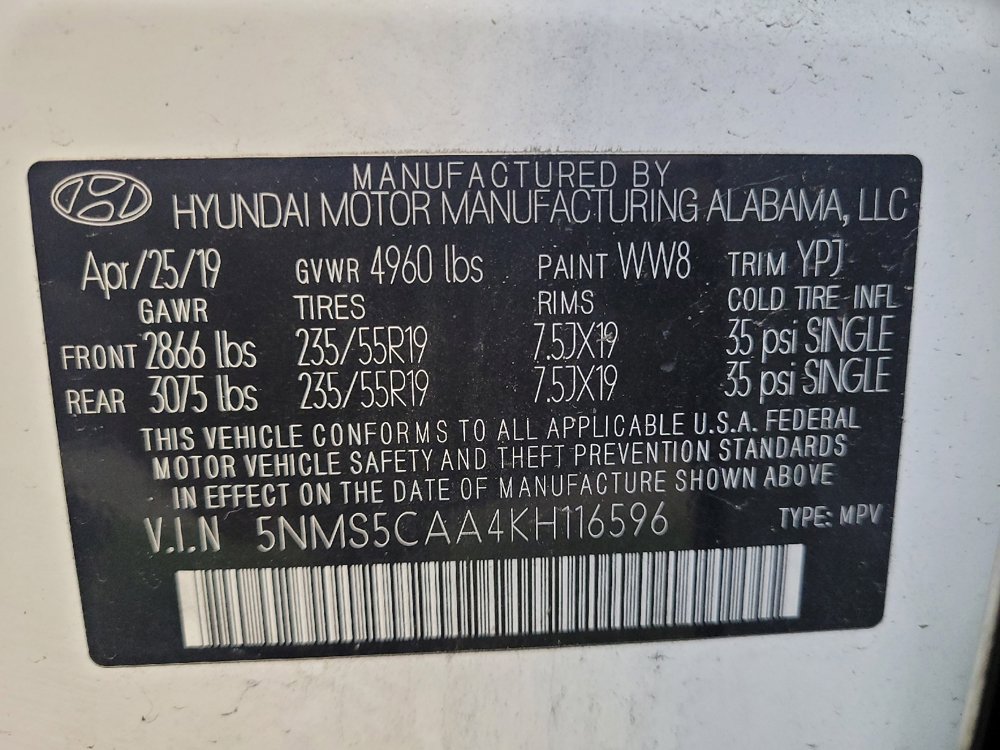 MANUFACTURED BY
HYUNDAI MOTOR MANUFACTURING ALABAMA, LLC
Apr/25/19 GVWR 4960 lbs PAINT WW8 TRIM YPJ
GAWR TIRES RIMS COLD TIRE INFL
FRONT 2866 lbs 235/55R19 7.5JX19 35 psi SINGLE
REAR 3075 lbs 235/55R19 7.5JX19 35 psi SINGLE
THIS VEHICLE CONFORMS TO ALL APPLICABLE U.S.A. FEDERAL
MOTOR VEHICLE SAFETY AND THEFT PREVENTION STANDARDS
IN EFFECT ON THE DATE OF MANUFACTURE SHOWN ABOVE
V.I.N 5NMS5CAA4KH116596 TYPE: MPV